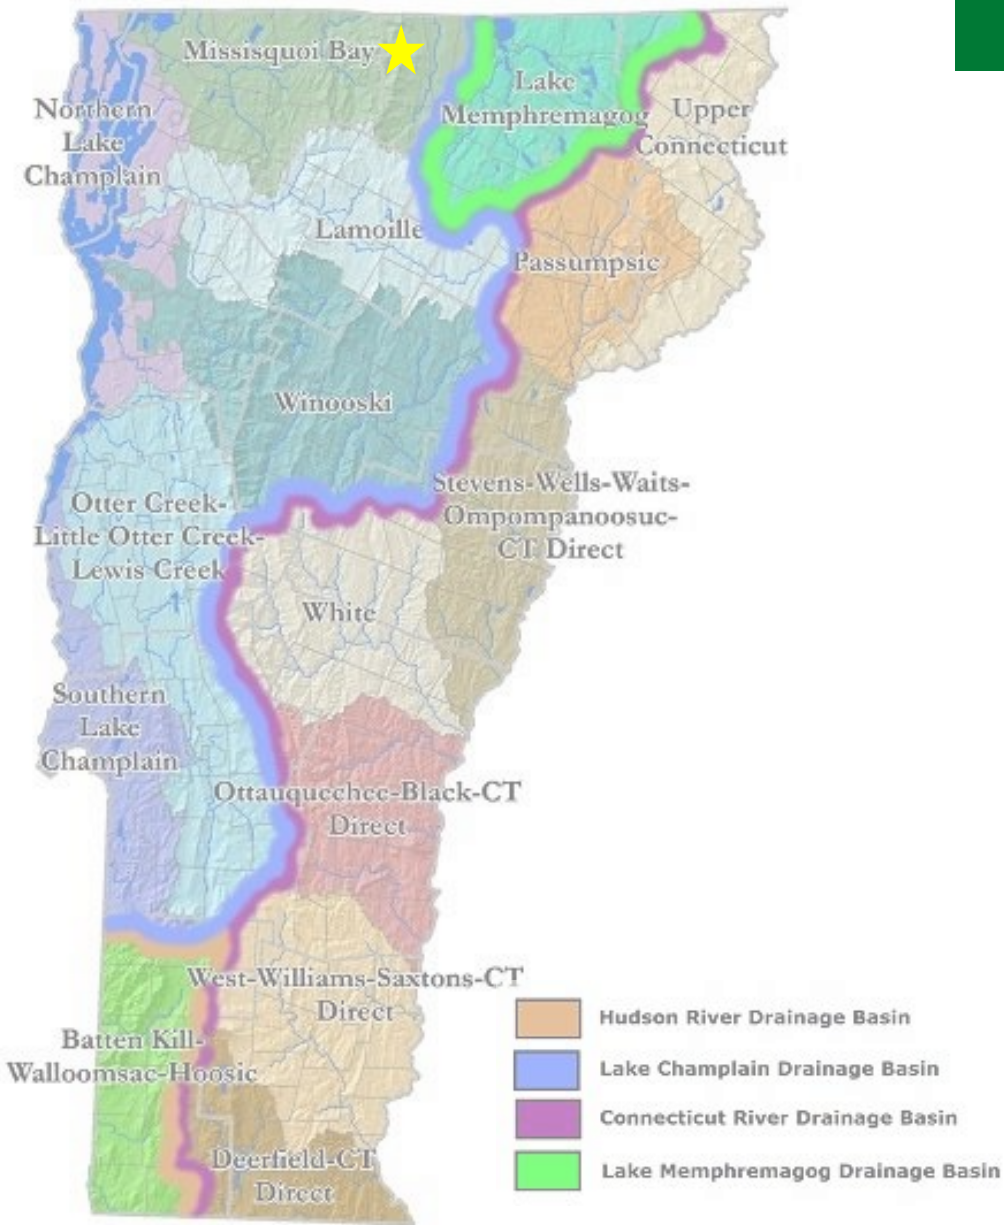 Missisquoi Bay
Lake
Memphremagog
Northern
Lake
Champlain
Upper
Connecticut
Lamoille
Passumpsic
Winooski
Stevens-Wells-Waits-
Ompompanoosuc-
CT Direct
Otter Creek-
Little Otter Creek-
Lewis Creek
White
Southern
Lake
Champlain
Ottauquechee-Black-CT
Direct
West-Williams-Saxtons-CT
Direct
Batten Kill-
Walloomsac-Hoosic
Deerfield-CT
Direct
Hudson River Drainage Basin
Lake Champlain Drainage Basin
Connecticut River Drainage Basin
Lake Memphremagog Drainage Basin